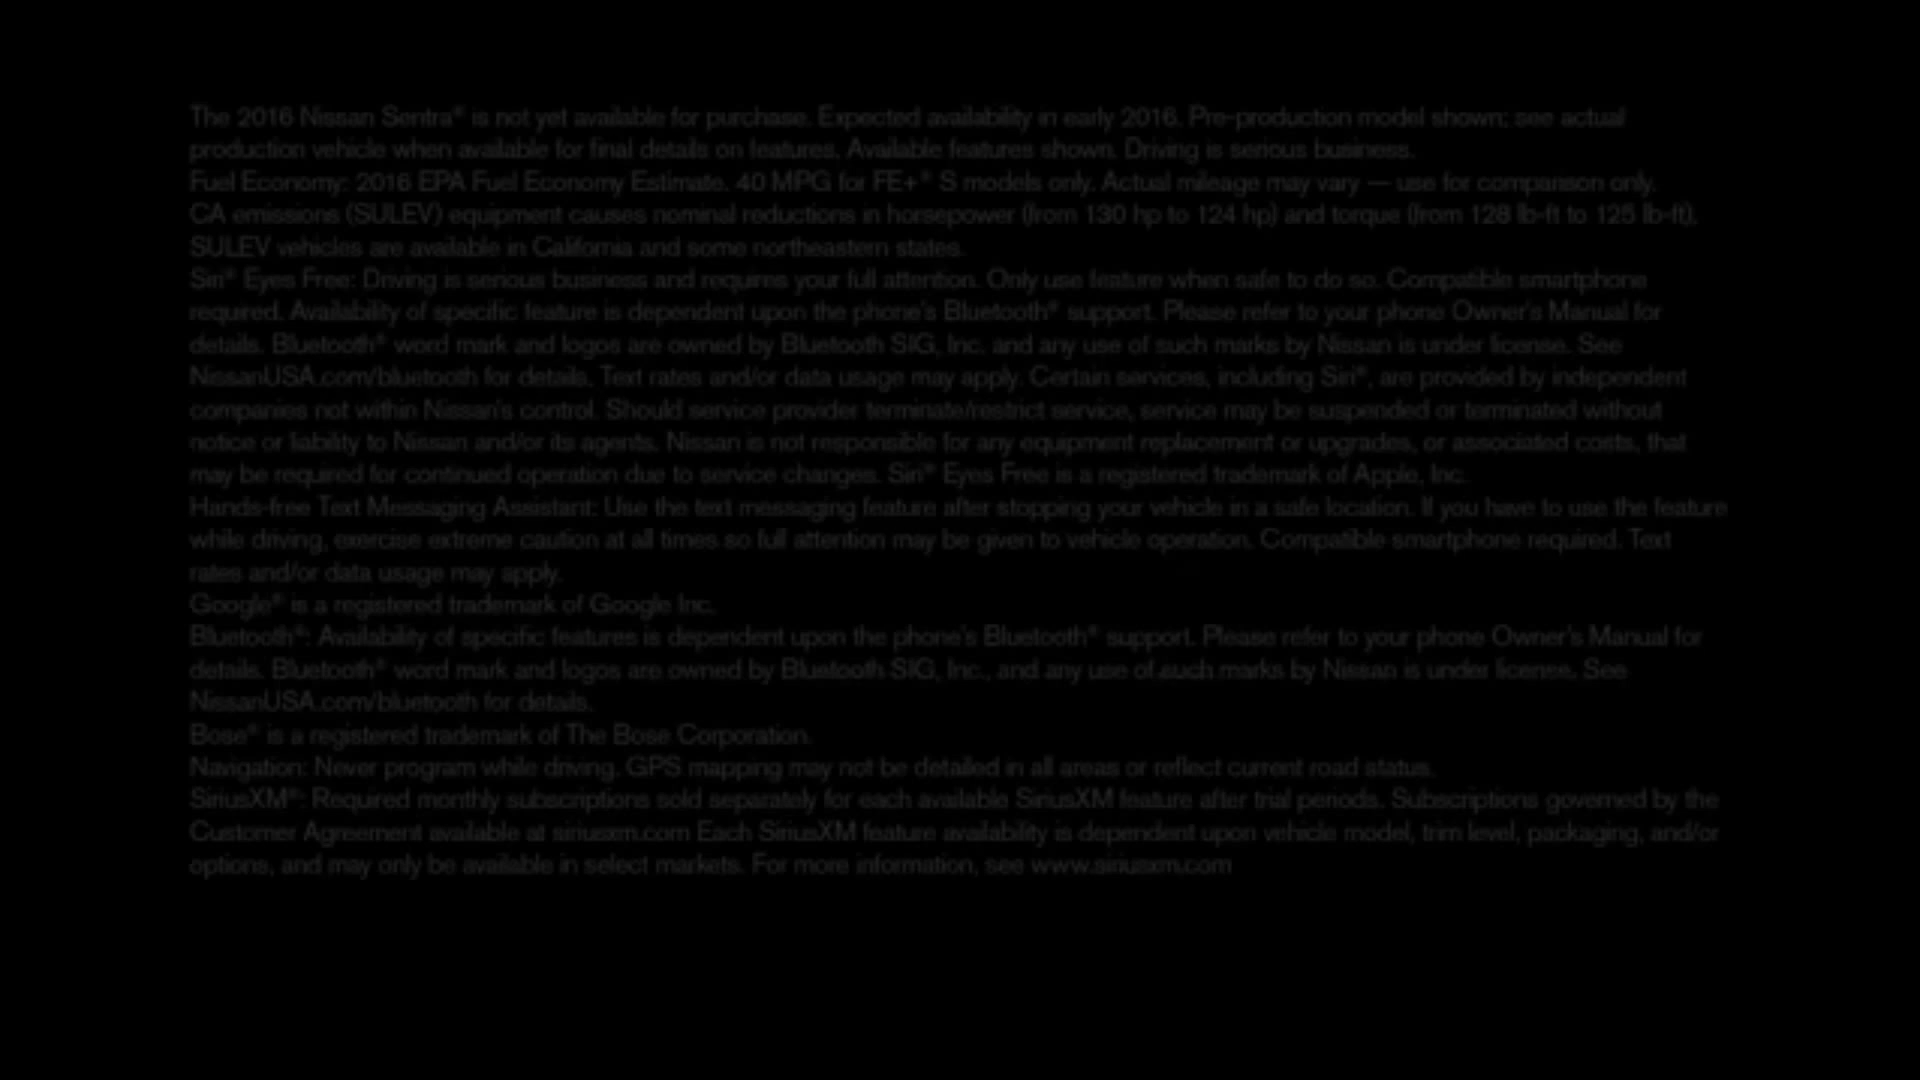 The 2016 Nissan Sentra® is not yet available for purchase. Expected availability in early 2016. Pre-production model shown; see actual
production vehicle when available for final details on features. Available features shown. Driving is serious business.
Fuel Economy: 2016 EPA Fuel Economy Estimate. 40 MPG for FE+® S models only. Actual mileage may vary — use for comparison only.
CA emissions (SULEV) equipment causes nominal reductions in horsepower (from 130 hp to 124 hp) and torque (from 128 lb-ft to 125 lb-ft).
SULEV vehicles are available in California and some northeastern states.
Siri® Eyes Free: Driving is serious business and requires your full attention. Only use feature when safe to do so. Compatible smartphone
required. Availability of specific feature is dependent upon the phone's Bluetooth® support. Please refer to your phone Owner's Manual for
details. Bluetooth® word mark and logos are owned by Bluetooth SIG, Inc. and any use of such marks by Nissan is under license. See
NissanUSA.com/bluetooth for details. Text rates and/or data usage may apply. Certain services, including Siri®, are provided by independent
companies not within Nissan's control. Should service provider terminate/restrict service, service may be suspended or terminated without
notice or liability to Nissan and/or its agents. Nissan is not responsible for any equipment replacement or upgrades, or associated costs, that
may be required for continued operation due to service changes. Siri® Eyes Free is a registered trademark of Apple, Inc.
Hands-free Text Messaging Assistant: Use the text messaging feature after stopping your vehicle in a safe location. If you have to use the feature
while driving, exercise extreme caution at all times so full attention may be given to vehicle operation. Compatible smartphone required. Text
rates and/or data usage may apply.
Google® is a registered trademark of Google Inc.
Bluetooth®: Availability of specific features is dependent upon the phone's Bluetooth® support. Please refer to your phone Owner's Manual for
details. Bluetooth® word mark and logos are owned by Bluetooth SIG, Inc., and any use of such marks by Nissan is under license. See
NissanUSA.com/bluetooth for details.
Bose® is a registered trademark of The Bose Corporation.
Navigation: Never program while driving. GPS mapping may not be detailed in all areas or reflect current road status.
SiriusXM®: Required monthly subscriptions sold separately for each available SiriusXM feature after trial periods. Subscriptions governed by the
Customer Agreement available at siriusxm.com Each SiriusXM feature availability is dependent upon vehicle model, trim level, packaging, and/or
options, and may only be available in select markets. For more information, see www.siriusxm.com